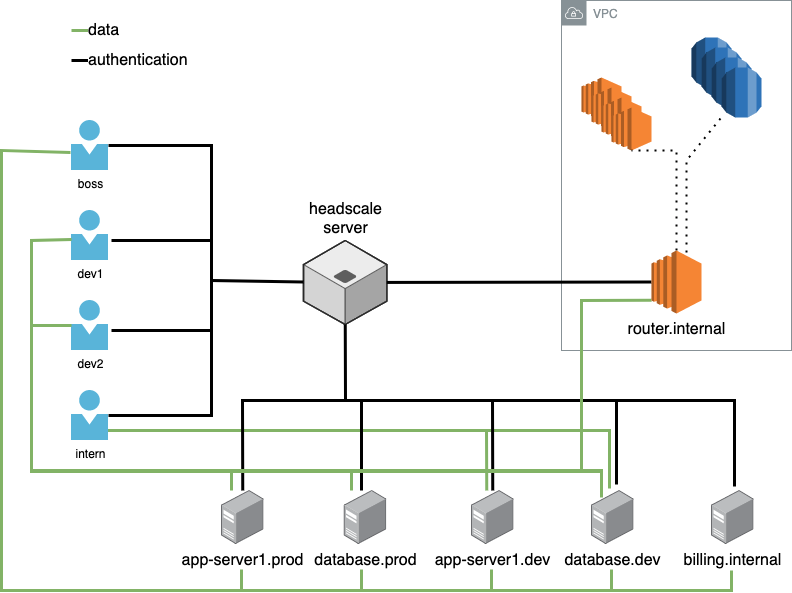 data
authentication
VPC
boss
headscale
server
dev1
dev2
router.internal
intern
app-server1.prod
database.prod
app-server1.dev
database.dev
billing.internal